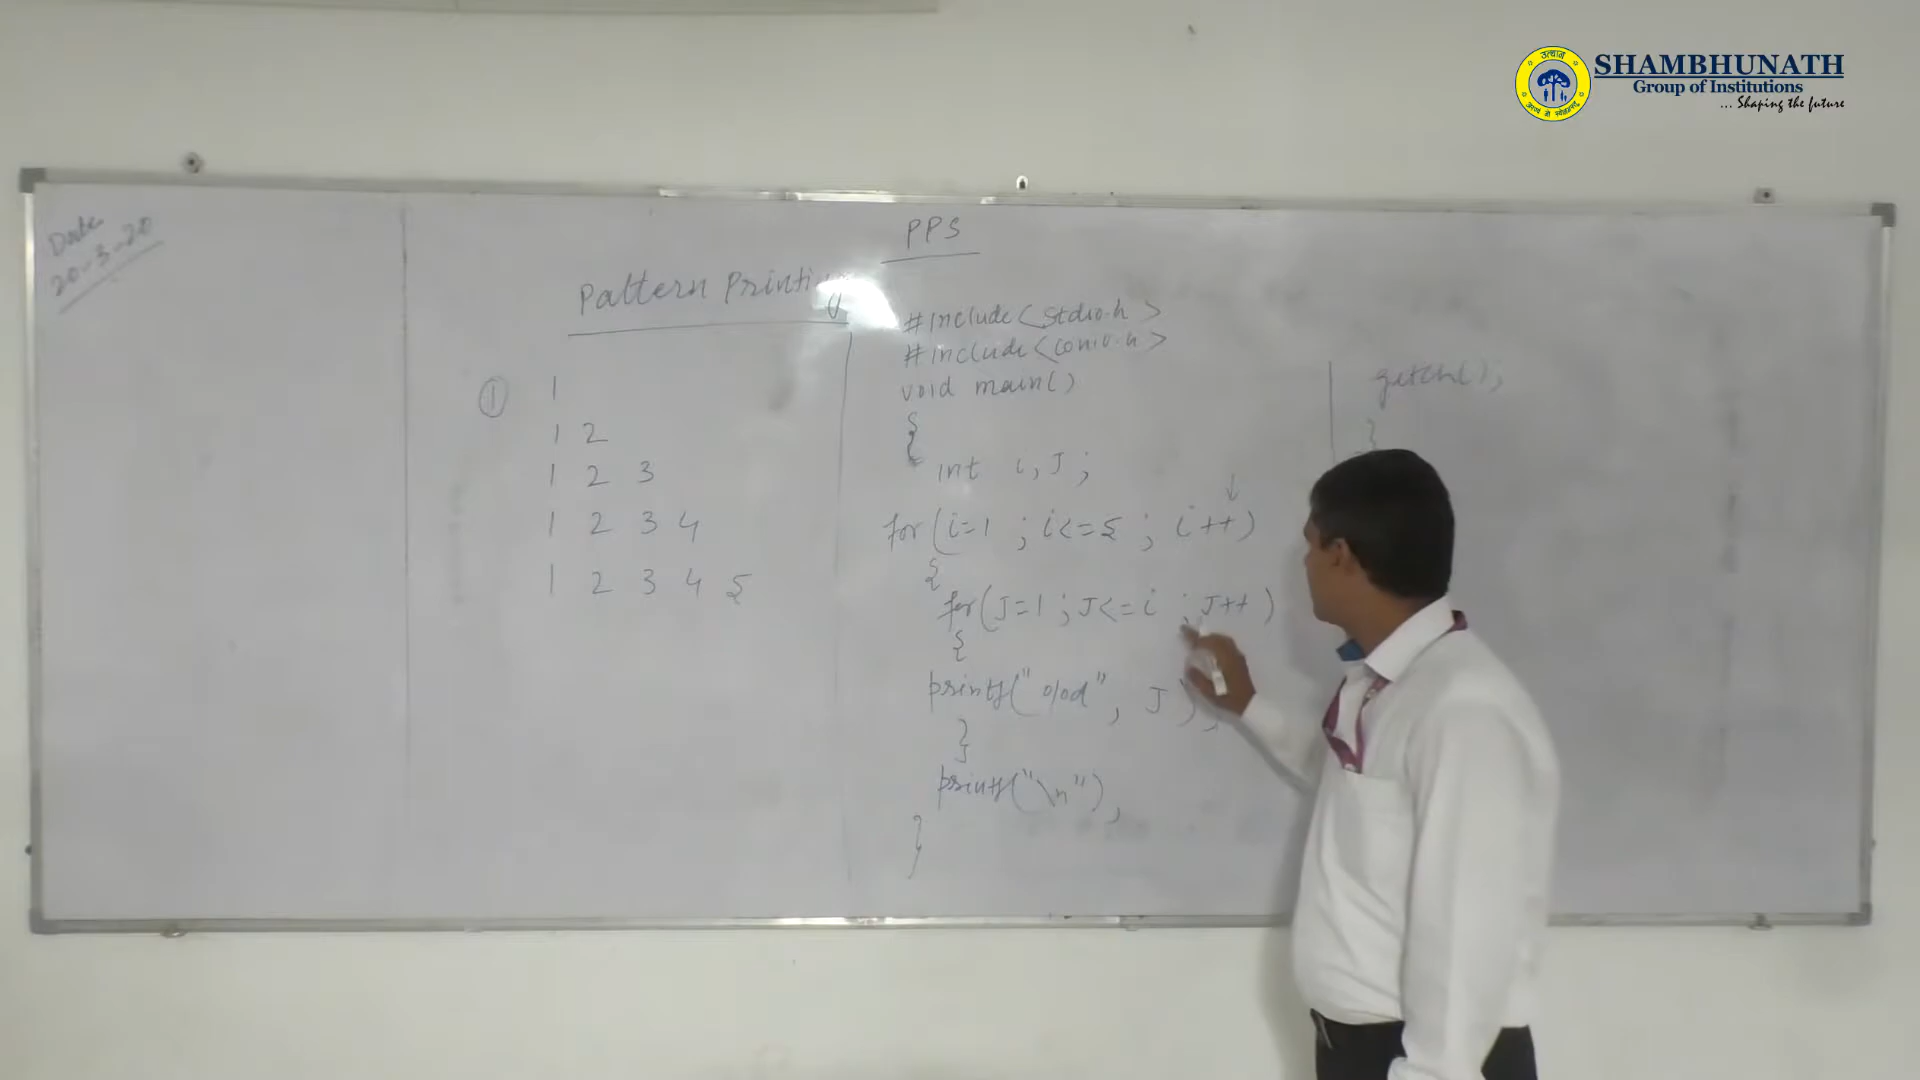 उत्थान
SHAMBHUNATH
Group of Institutions
... Shaping the future
Date
20-3-20
PPS
Pattern Printing
① 1
1 2
1 2 3
1 2 3 4
1 2 3 4 5
#include<stdio.h>
#include<conio.h>
void main()
{
int i, J ;
for (i=1 ; i<=5 ; i++)
{
for(J=1 ; J<=i ; J++)
{
printf("%d", J);
}
printf("\n");
}
getch();
}